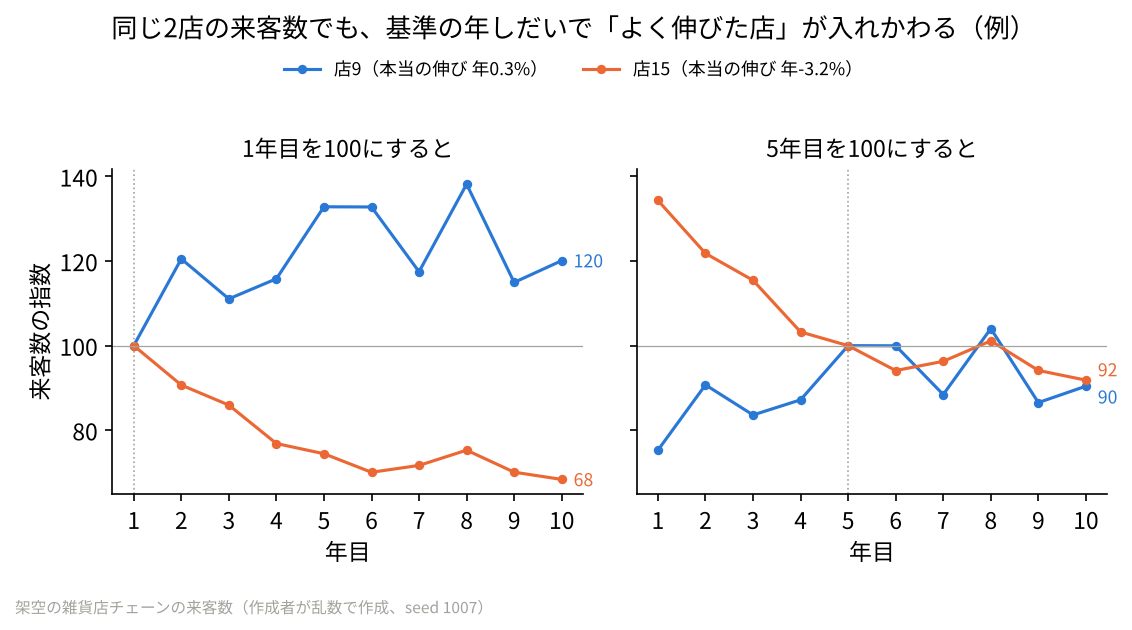 同じ2店の来客数でも、基準の年しだいで「よく伸びた店」が入れかわる（例）
店9（本当の伸び 年0.3%）
店15（本当の伸び 年-3.2%）
1年目を100にすると
来客数の指数
140
120
100
80
120
68
1 2 3 4 5 6 7 8 9 10
年目
5年目を100にすると
92
90
1 2 3 4 5 6 7 8 9 10
年目
架空の雑貨店チェーンの来客数（作成者が乱数で作成、seed 1007）